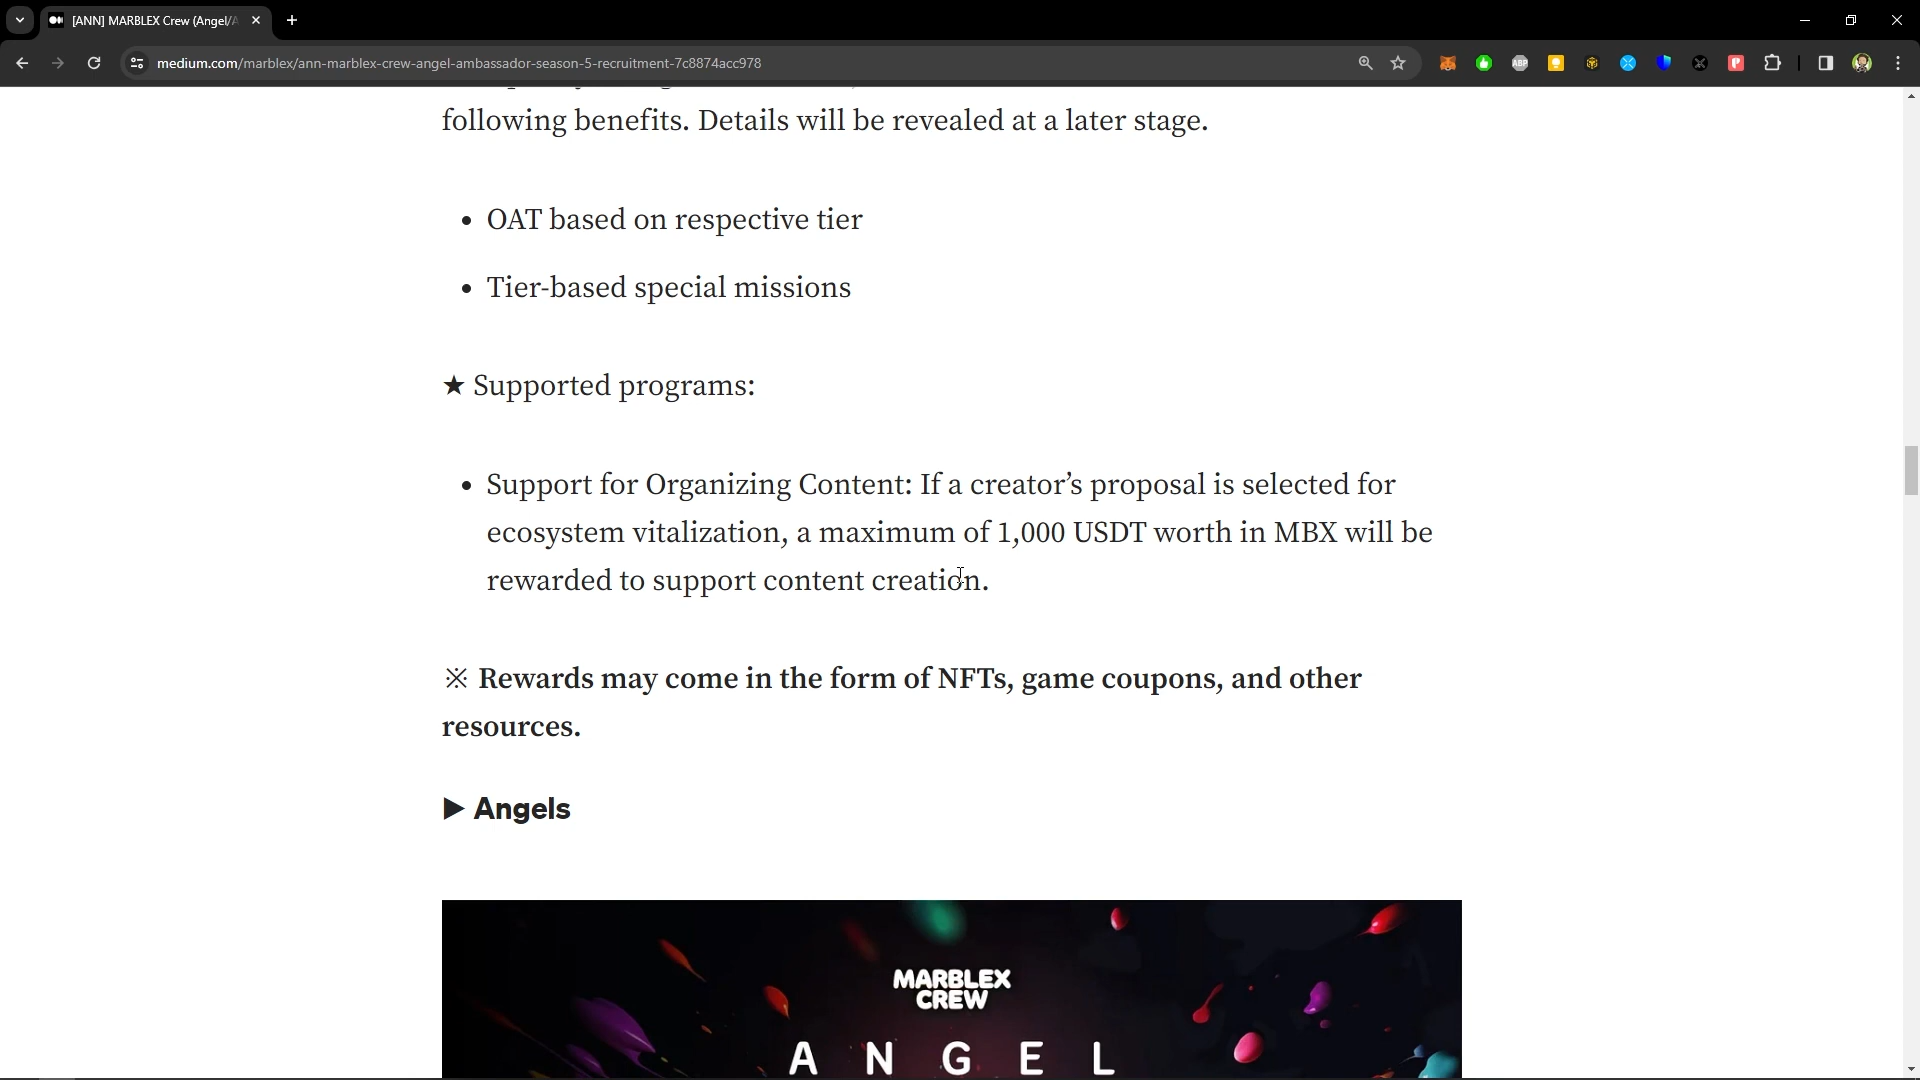 [ANN] MARBLEX Crew (Angel/A
medium.com/marblex/ann-marblex-crew-angel-ambassador-season-5-recruitment-7c8874acc978
ABP
following benefits. Details will be revealed at a later stage.
• OAT based on respective tier
• Tier-based special missions
★ Supported programs:
• Support for Organizing Content: If a creator’s proposal is selected for
ecosystem vitalization, a maximum of 1,000 USDT worth in MBX will be
rewarded to support content creation.
※ Rewards may come in the form of NFTs, game coupons, and other
resources.
▶ Angels
MARBLEX
CREW
ANGEL